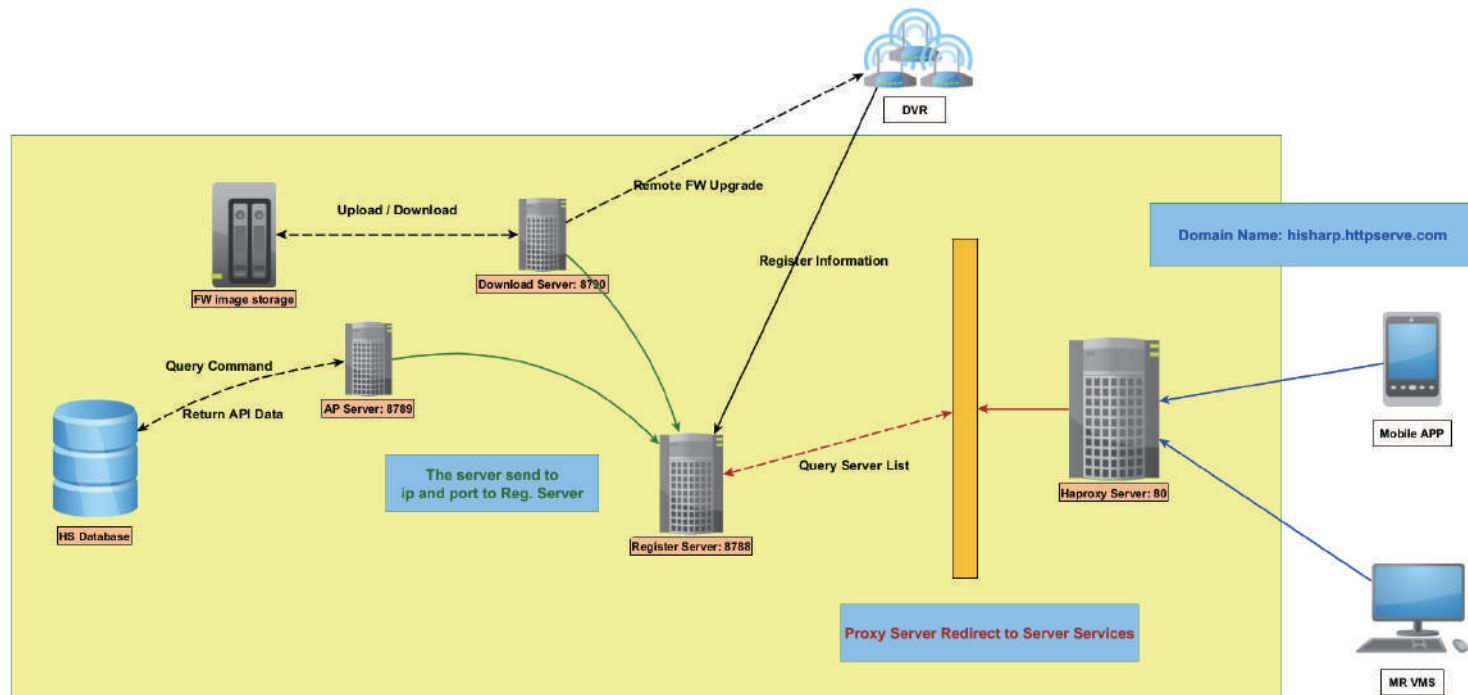 DVR
Remote FW Upgrade
Upload / Download
Domain Name: hisharp.httpserve.com
Register Information
Download Server: 8790
FW image storage
Query Command
AP Server: 8789
Return API Data
Mobile APP
The server send to
ip and port to Reg. Server
Query Server List
Haproxy Server: 80
HS Database
Register Server: 8788
Proxy Server Redirect to Server Services
MR VMS